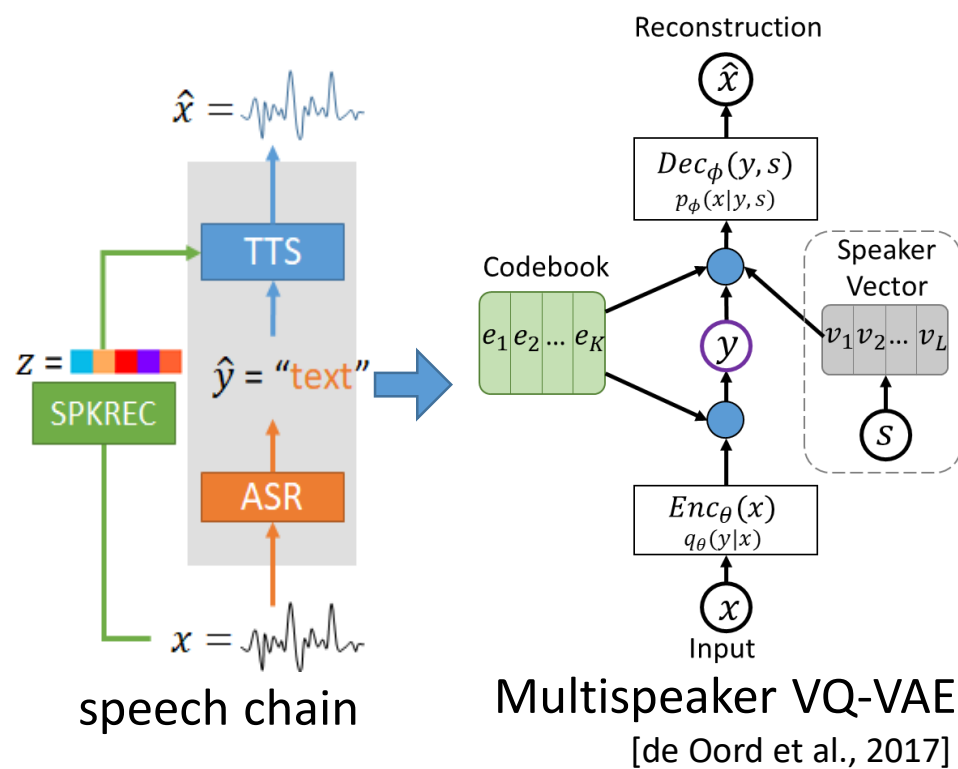 x̂ =
TTS
z =
SPKREC
ŷ = “text”
ASR
x =
speech chain
Reconstruction
x̂
Dec_ϕ(y, s)
p_ϕ(x|y, s)
Codebook
e_1 e_2 ... e_K
Speaker
Vector
v_1 v_2 ... v_L
y
s
Enc_θ(x)
q_θ(y|x)
x
Input
Multispeaker VQ-VAE
[de Oord et al., 2017]